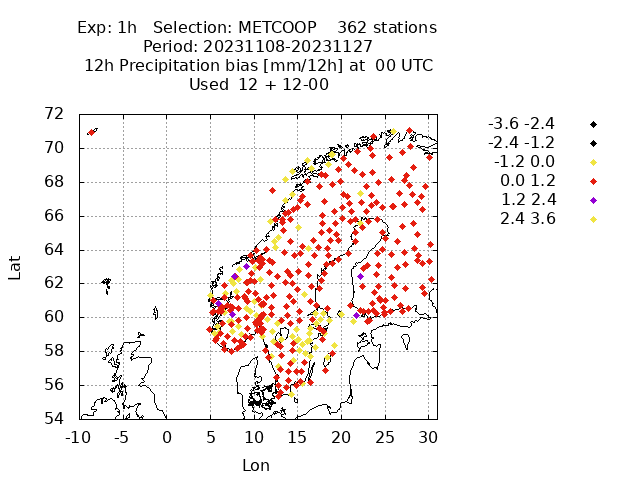 Exp: 1h   Selection: METCOOP    362 stations
Period: 20231108-20231127
12h Precipitation bias [mm/12h] at  00 UTC
Used  12 + 12-00
72
70
68
66
64
62
60
58
56
54
Lat
-10 -5 0 5 10 15 20 25 30
Lon
-3.6 -2.4
-2.4 -1.2
-1.2 0.0
0.0 1.2
1.2 2.4
2.4 3.6